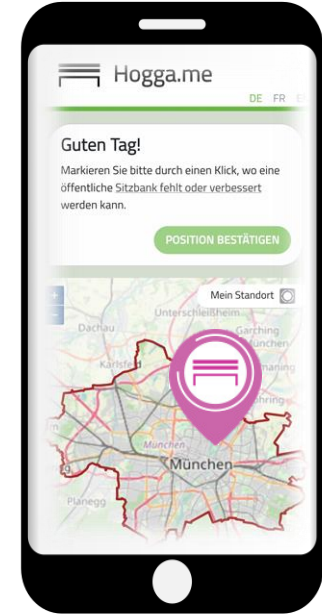 Hogga.me
DE FR
Guten Tag!
Markieren Sie bitte durch einen Klick, wo eine
öffentliche Sitzbank fehlt oder verbessert
werden kann.
POSITION BESTÄTIGEN
+
Mein Standort
−
Unterschleißheim
Dachau
Garching
München
Karlsfeld
München
München
Planegg